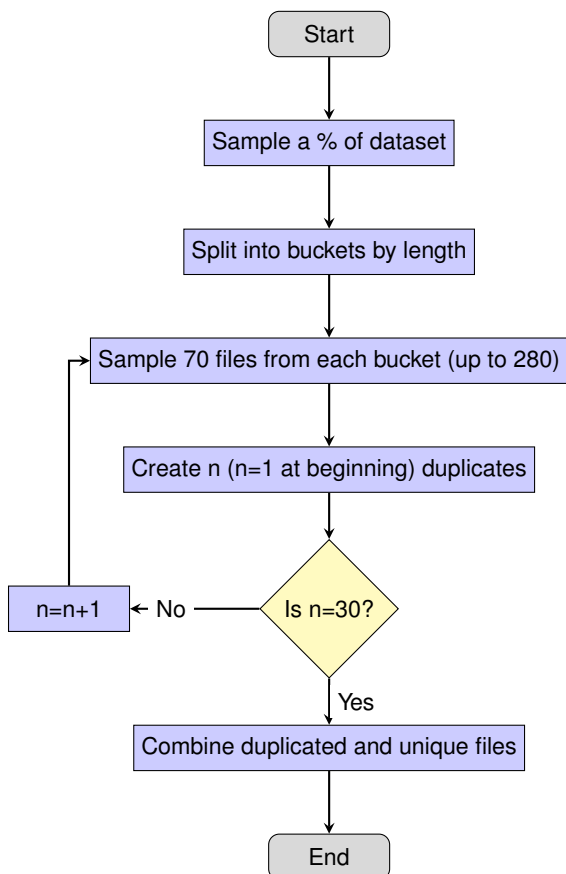 Start
Sample a % of dataset
Split into buckets by length
Sample 70 files from each bucket (up to 280)
Create n (n=1 at beginning) duplicates
Is n=30?
No
n=n+1
Yes
Combine duplicated and unique files
End